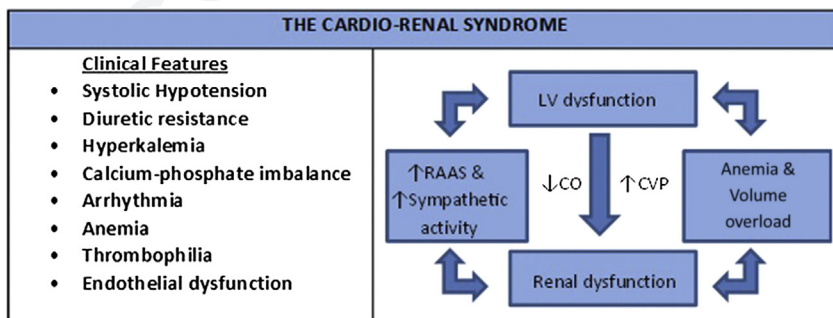 THE CARDIO-RENAL SYNDROME
Clinical Features
• Systolic Hypotension
• Diuretic resistance
• Hyperkalemia
• Calcium-phosphate imbalance
• Arrhythmia
• Anemia
• Thrombophilia
• Endothelial dysfunction
LV dysfunction
↑RAAS &
↑Sympathetic
activity
↓CO
↑CVP
Anemia &
Volume
overload
Renal dysfunction